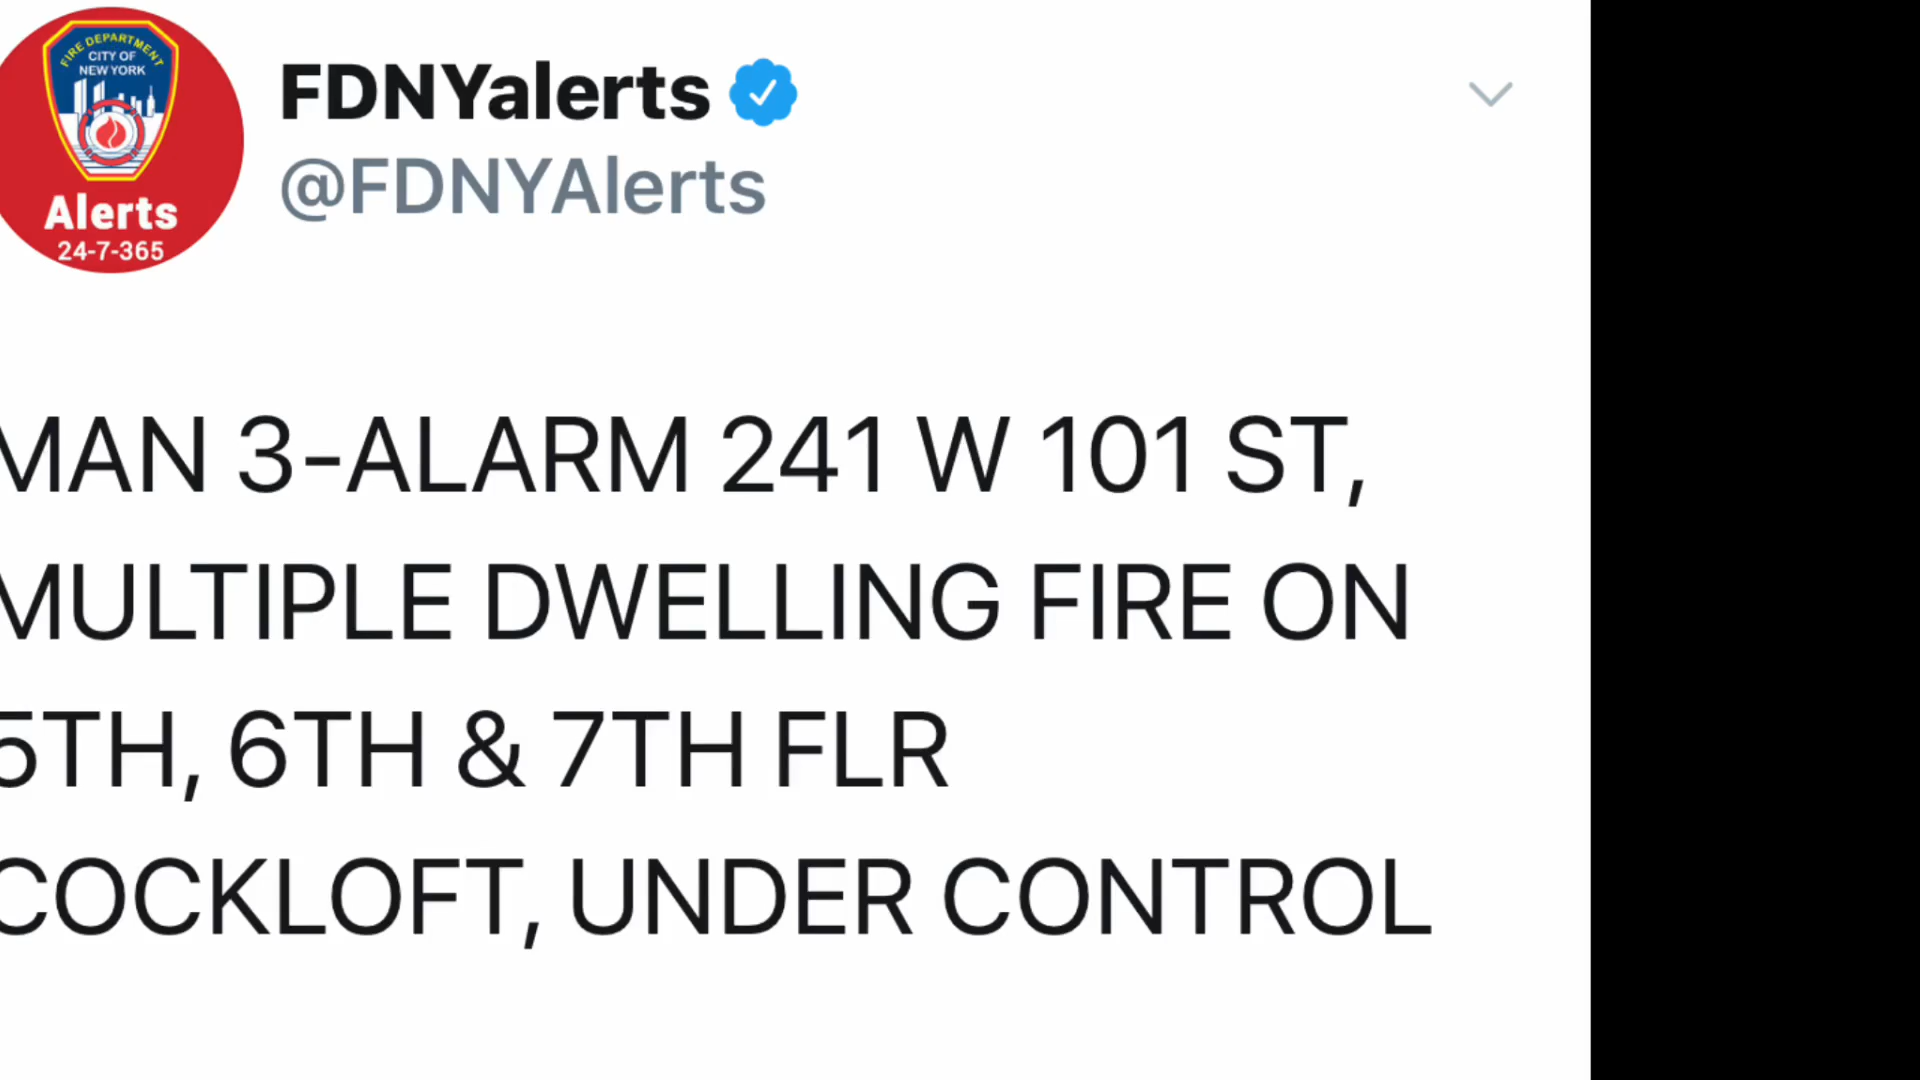 FIRE DEPARTMENT
CITY OF
NEW YORK
Alerts
24-7-365
FDNYalerts
@FDNYAlerts
MAN 3-ALARM 241 W 101 ST,
MULTIPLE DWELLING FIRE ON
5TH, 6TH & 7TH FLR
COCKLOFT, UNDER CONTROL